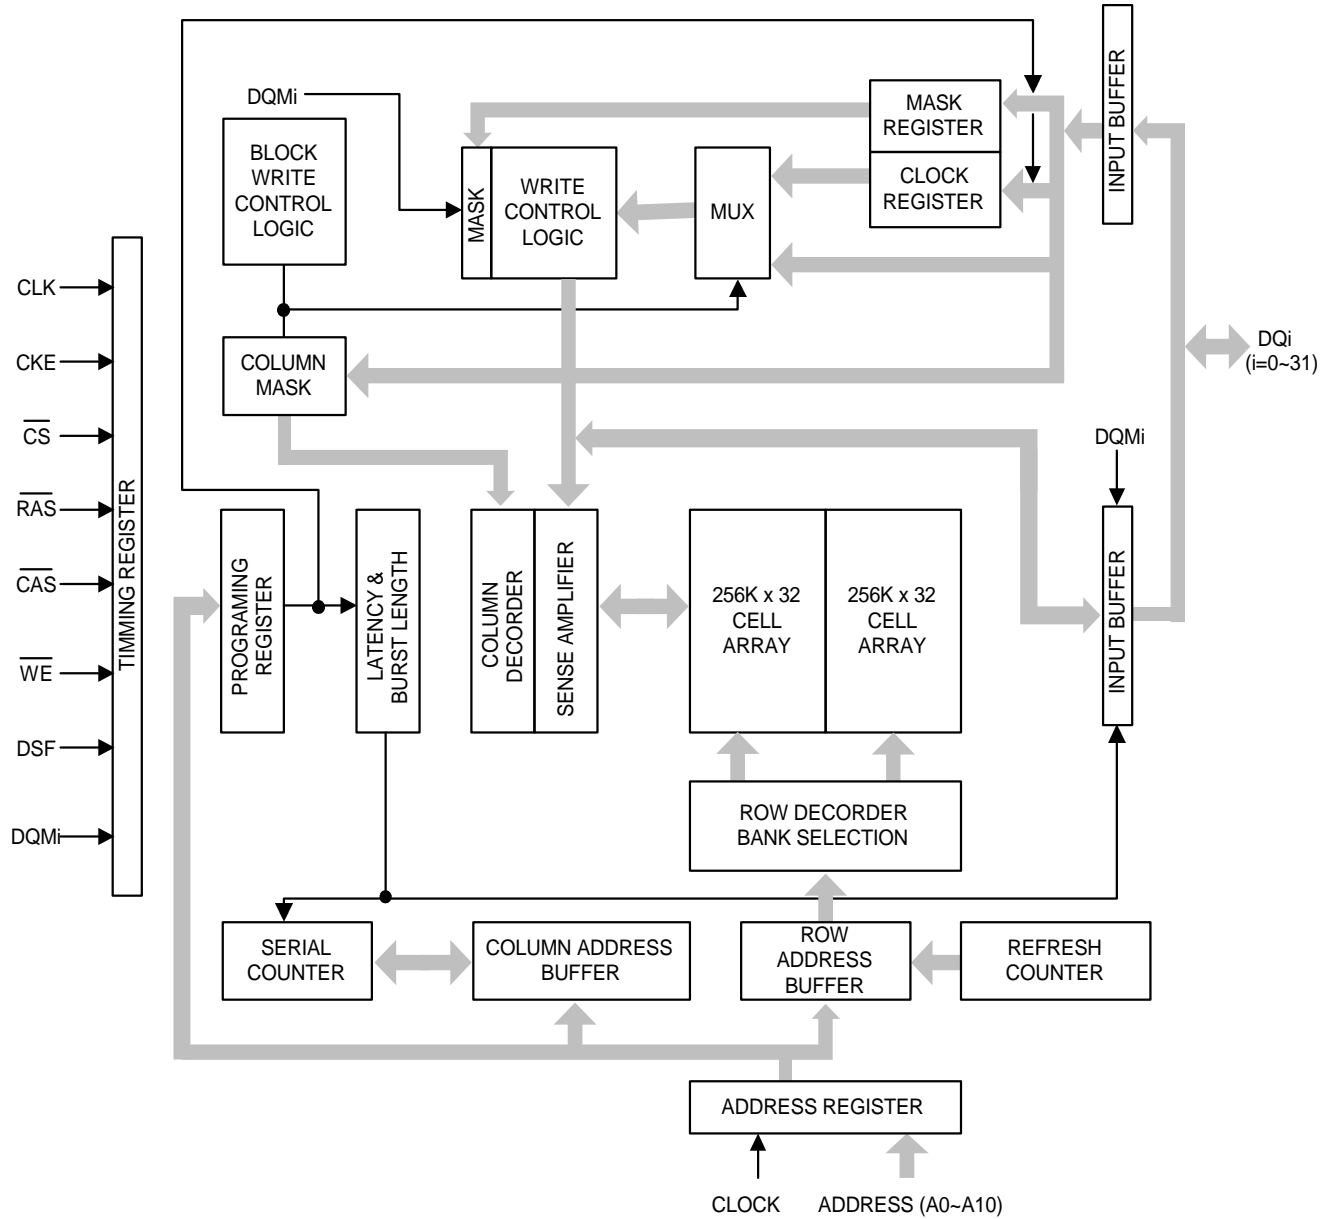 DQMi
BLOCK
WRITE
CONTROL
LOGIC
MASK
WRITE
CONTROL
LOGIC
MUX
MASK
REGISTER
CLOCK
REGISTER
INPUT BUFFER
CLK
CKE
CS
RAS
CAS
WE
DSF
DQMi
TIMMING REGISTER
COLUMN
MASK
DQi
(i=0~31)
DQMi
PROGRAMING
REGISTER
LATENCY &
BURST LENGTH
COLUMN
DECORDER
SENSE AMPLIFIER
256K x 32
CELL
ARRAY
256K x 32
CELL
ARRAY
INPUT BUFFER
ROW DECORDER
BANK SELECTION
SERIAL
COUNTER
COLUMN ADDRESS
BUFFER
ROW
ADDRESS
BUFFER
REFRESH
COUNTER
ADDRESS REGISTER
CLOCK
ADDRESS (A0~A10)